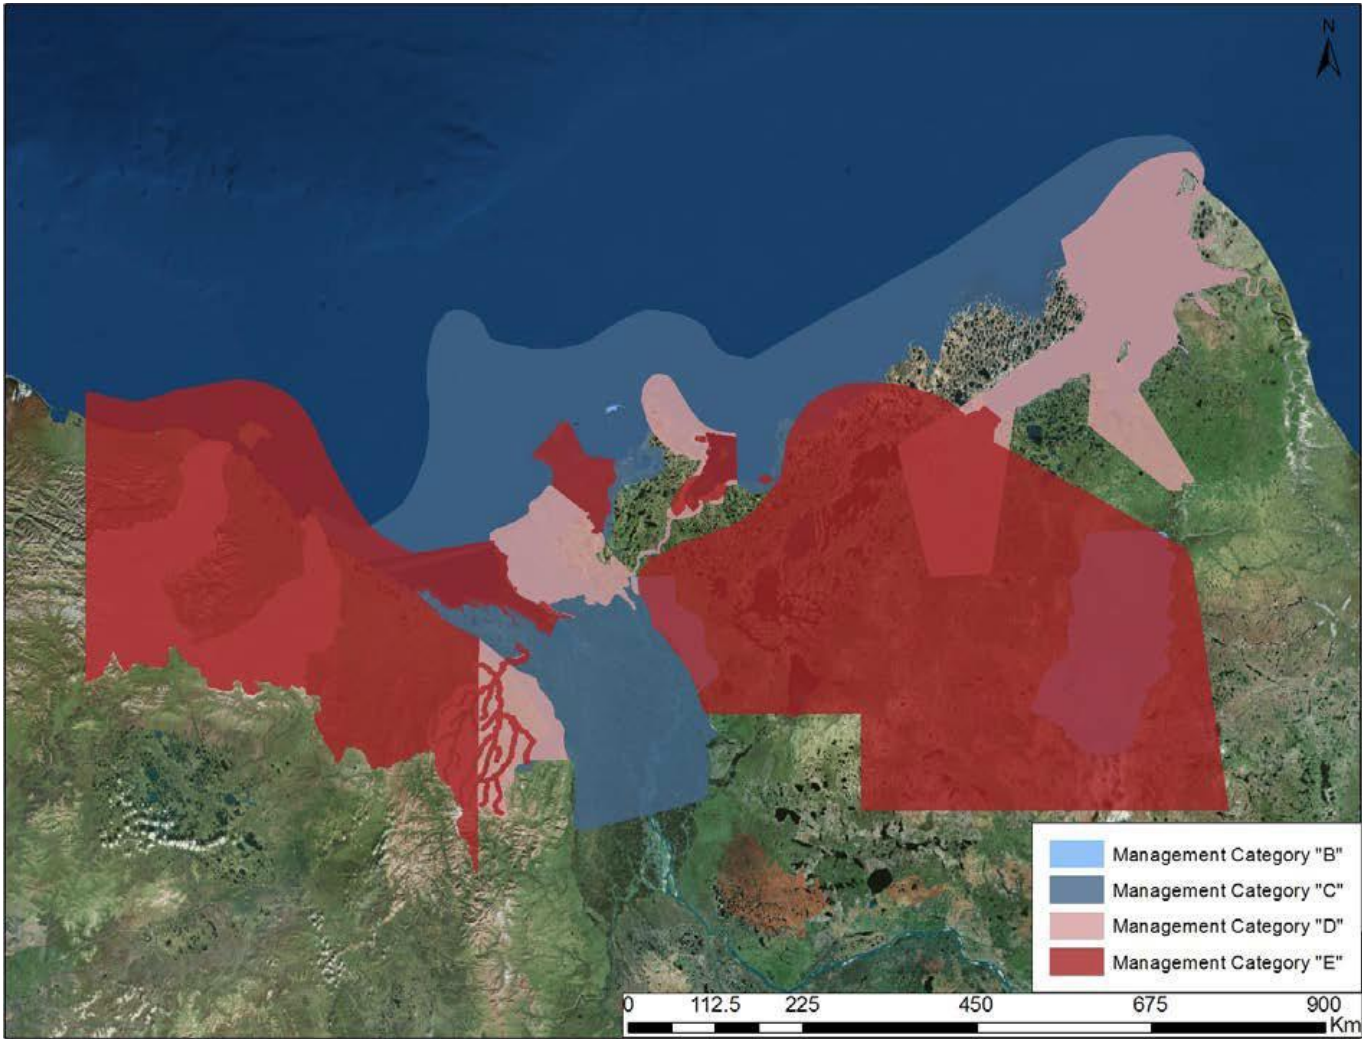 N
Management Category "B"
Management Category "C"
Management Category "D"
Management Category "E"
0 112.5 225 450 675 900
Km